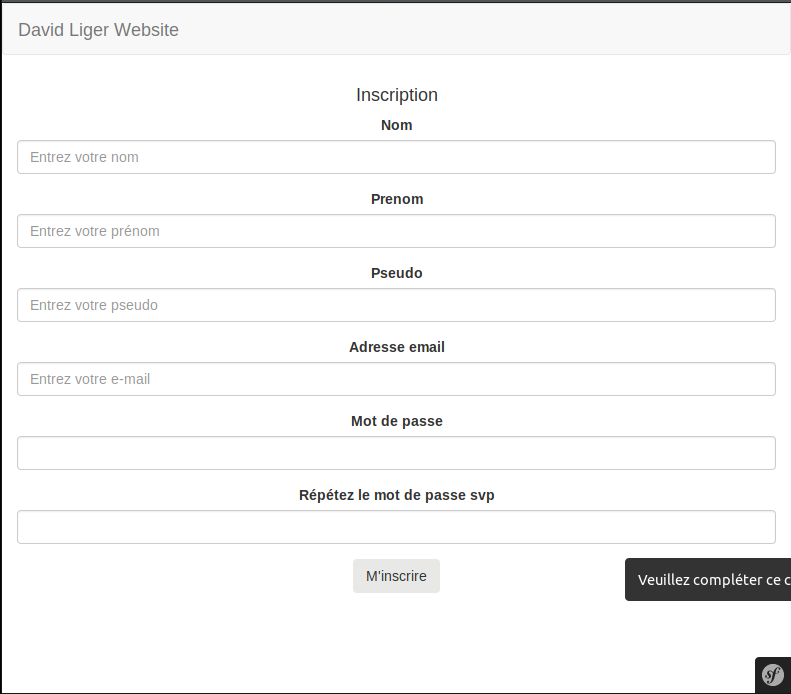 David Liger Website
Inscription
Nom
Entrez votre nom
Prenom
Entrez votre prénom
Pseudo
Entrez votre pseudo
Adresse email
Entrez votre e-mail
Mot de passe
Répétez le mot de passe svp
M'inscrire
Veuillez compléter ce c
sf